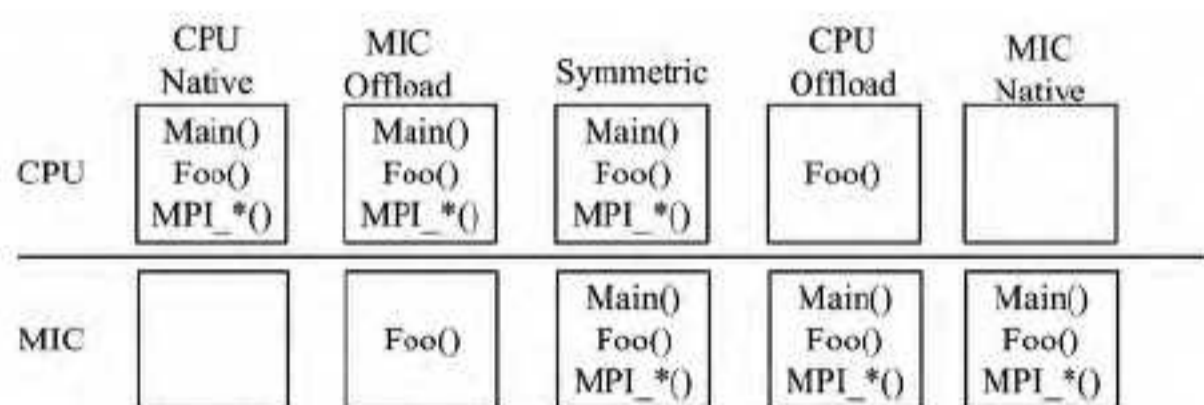 CPU Native
MIC Offload
Symmetric
CPU Offload
MIC Native
CPU
Main()
Foo()
MPI_*()
Main()
Foo()
MPI_*()
Main()
Foo()
MPI_*()
Foo()
MIC
Foo()
Main()
Foo()
MPI_*()
Main()
Foo()
MPI_*()
Main()
Foo()
MPI_*()